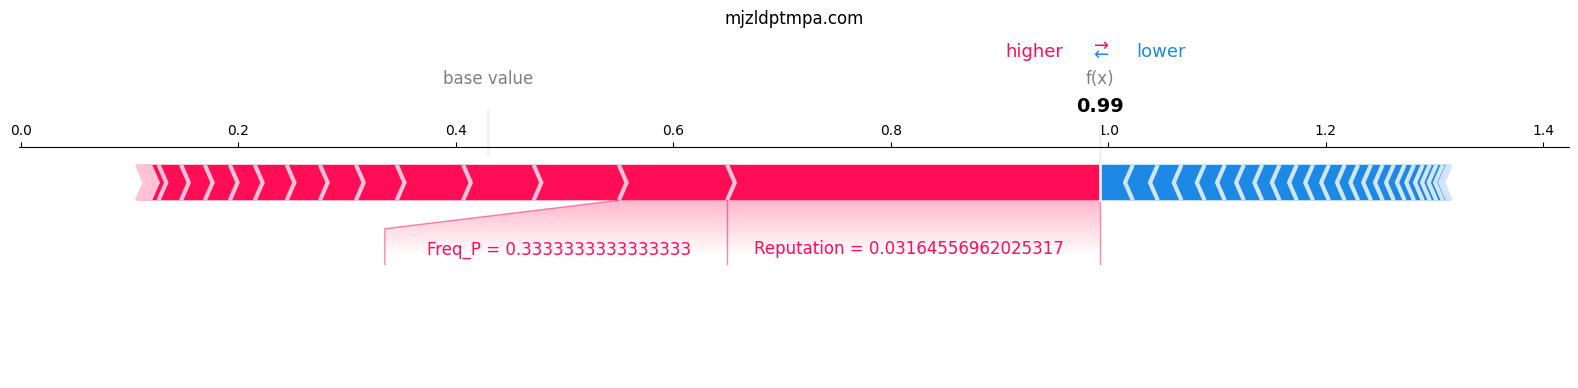 mjzldptmpa.com
higher ⇄ lower
base value f(x)
0.99
0.0 0.2 0.4 0.6 0.8 1.0 1.2 1.4
Freq_P = 0.3333333333333333 Reputation = 0.03164556962025317